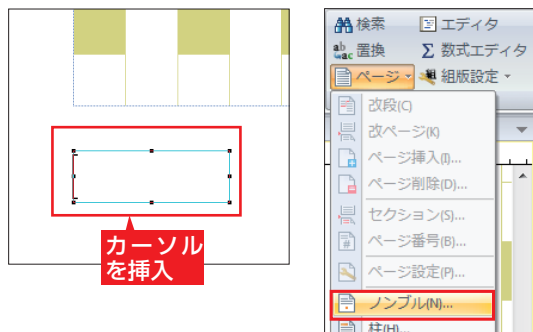 カーソル
を挿入
検索
エディタ
置換
Σ 数式エディタ
ページ
組版設定
改段(C)
改ページ(K)
ページ挿入(I)...
ページ削除(D)...
セクション(S)...
ページ番号(B)...
ページ設定(P)...
ノンブル(N)...
柱(H)...